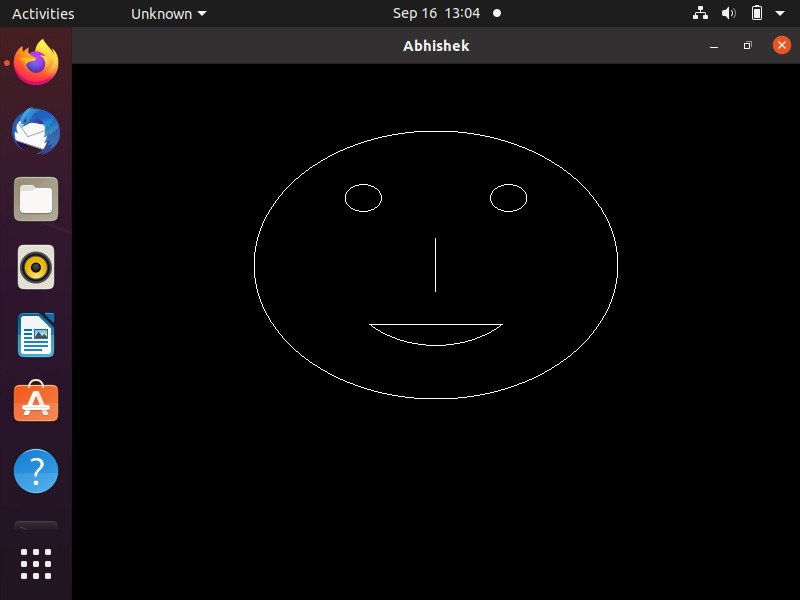 Activities
Unknown
Sep 16 13:04
Abhishek
?